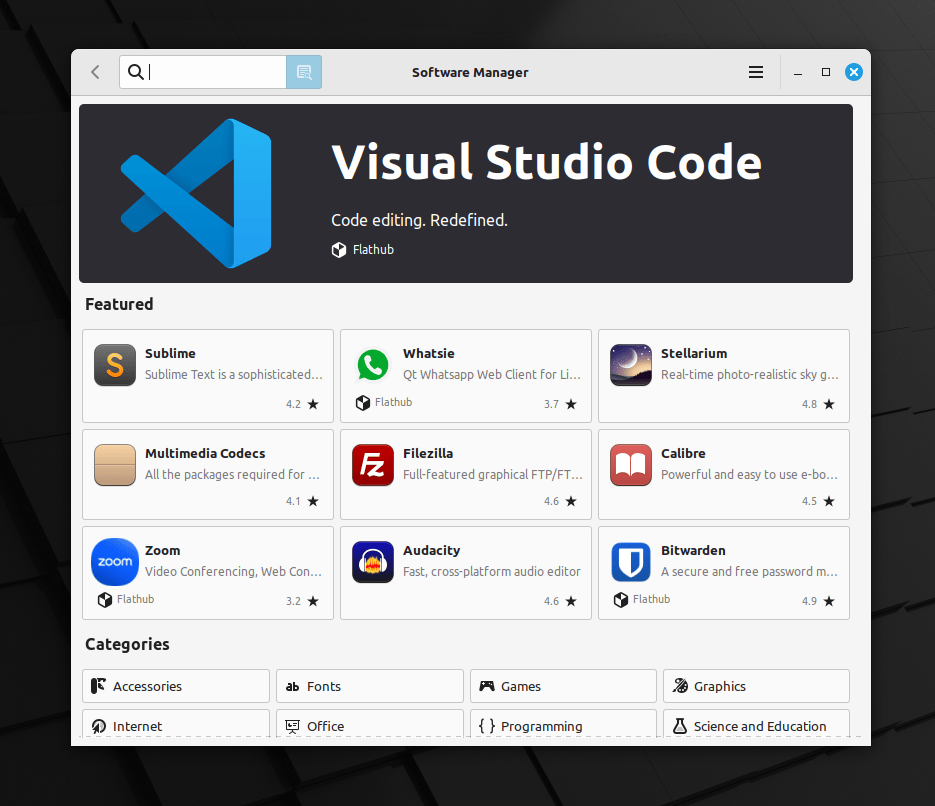 Software Manager
Visual Studio Code
Code editing. Redefined.
Flathub
Featured
S
Sublime
Sublime Text is a sophisticated...
4.2 ★
Whatsie
Qt Whatsapp Web Client for Li...
Flathub
3.7 ★
Stellarium
Real-time photo-realistic sky g...
4.8 ★
Multimedia Codecs
All the packages required for ...
4.1 ★
Fz
Filezilla
Full-featured graphical FTP/FT...
4.6 ★
Calibre
Powerful and easy to use e-bo...
4.5 ★
zoom
Zoom
Video Conferencing, Web Con...
Flathub
3.2 ★
Audacity
Fast, cross-platform audio editor
4.6 ★
Bitwarden
A secure and free password m...
Flathub
4.9 ★
Categories
Accessories
ab Fonts
Games
Graphics
Internet
Office
{ } Programming
Science and Education